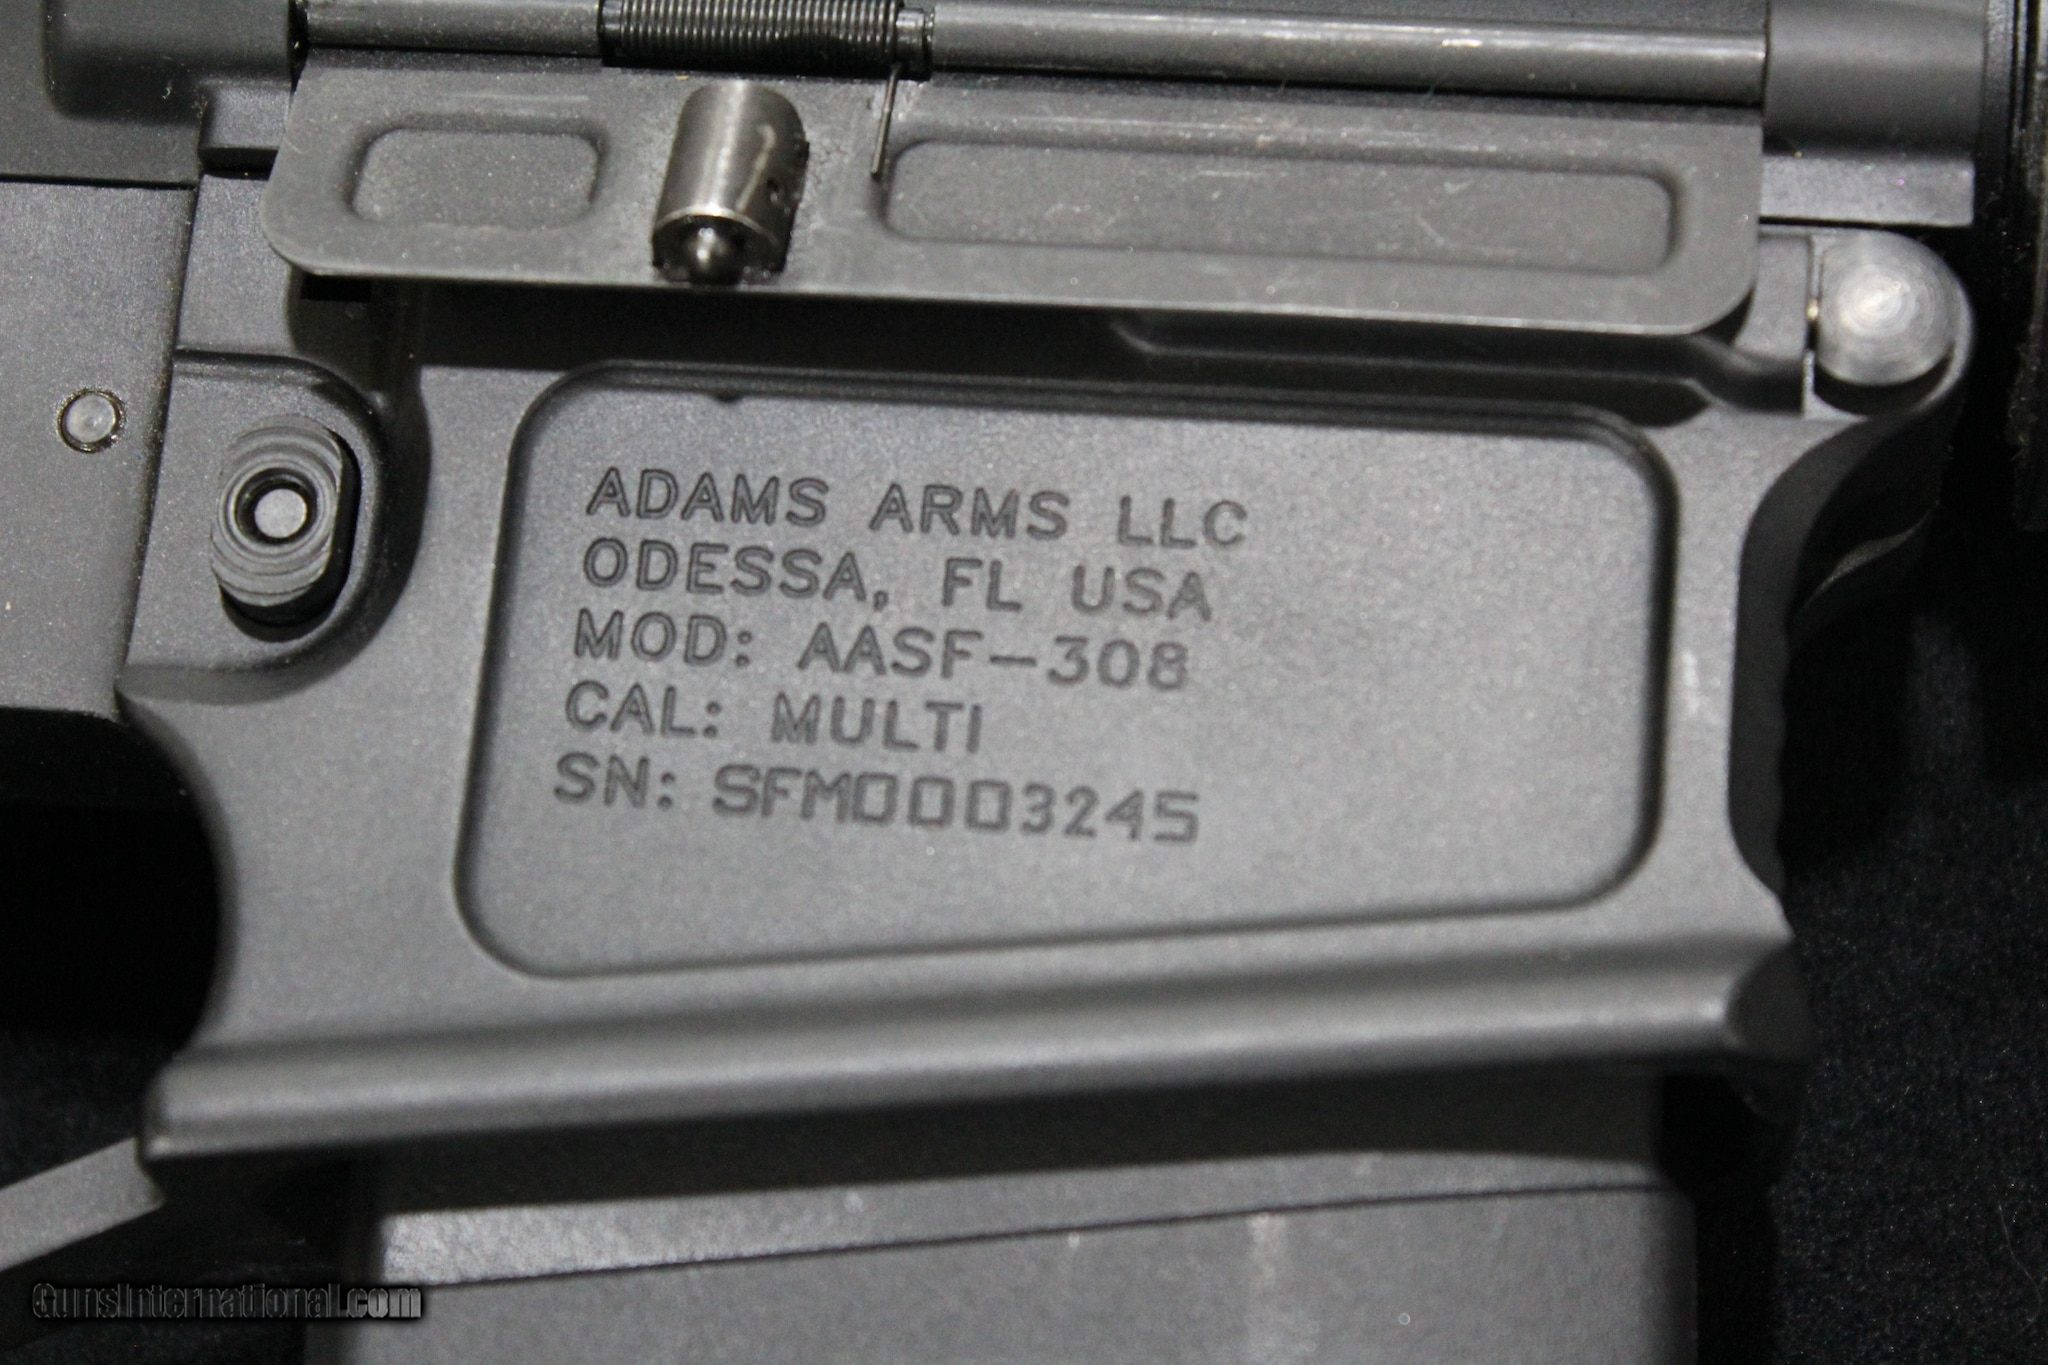 ADAMS ARMS LLC
ODESSA, FL USA
MOD: AASF-308
CAL: MULTI
SN: SFM0003245
GunsInternational.com